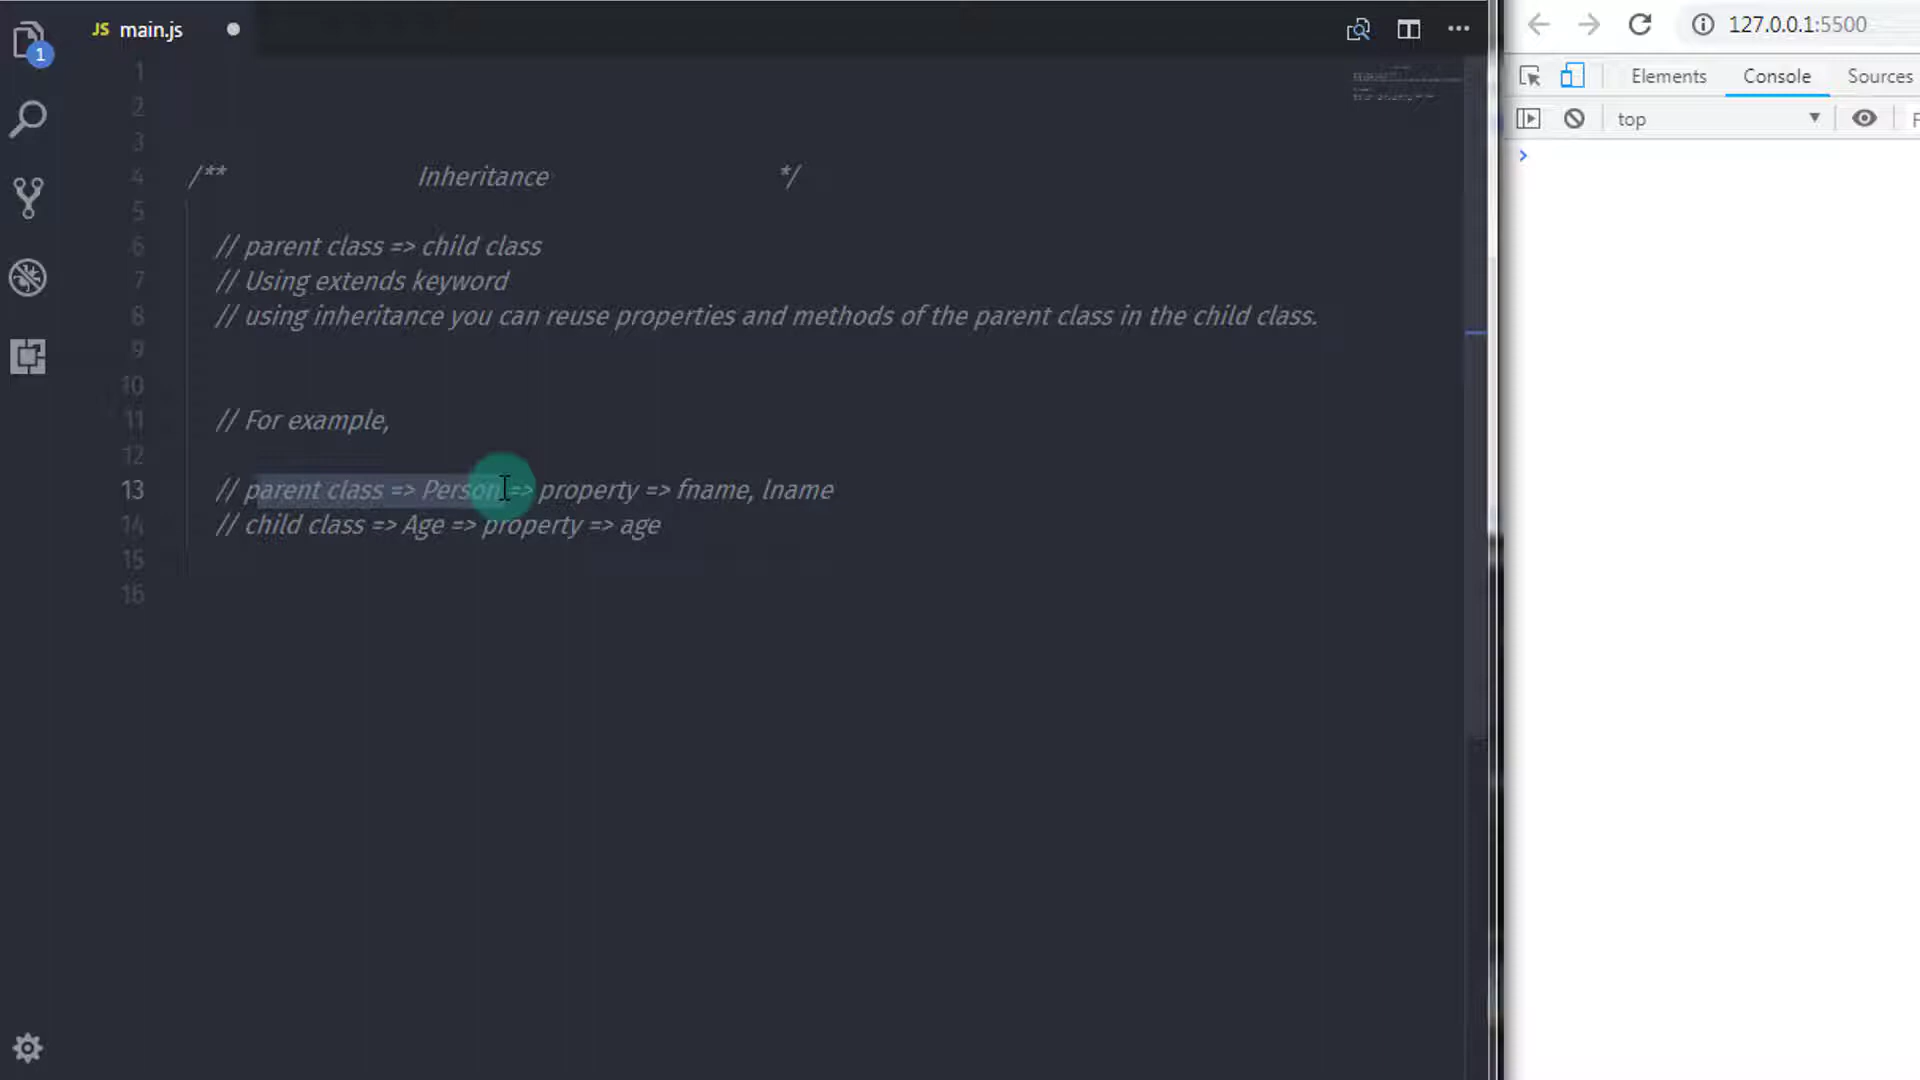 JS main.js
127.0.0.1:5500
1
Elements Console Sources
top
1
2
3
4 /** Inheritance */
5
6 // parent class => child class
7 // Using extends keyword
8 // using inheritance you can reuse properties and methods of the parent class in the child class.
9
10
11 // For example,
12
13 // parent class => Person => property => fname, lname
14 // child class => Age => property => age
15
16